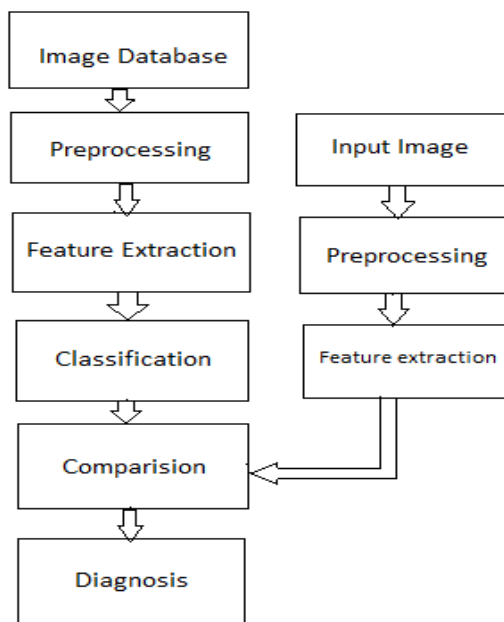 Image Database
Preprocessing
Feature Extraction
Classification
Comparision
Diagnosis
Input Image
Preprocessing
Feature extraction